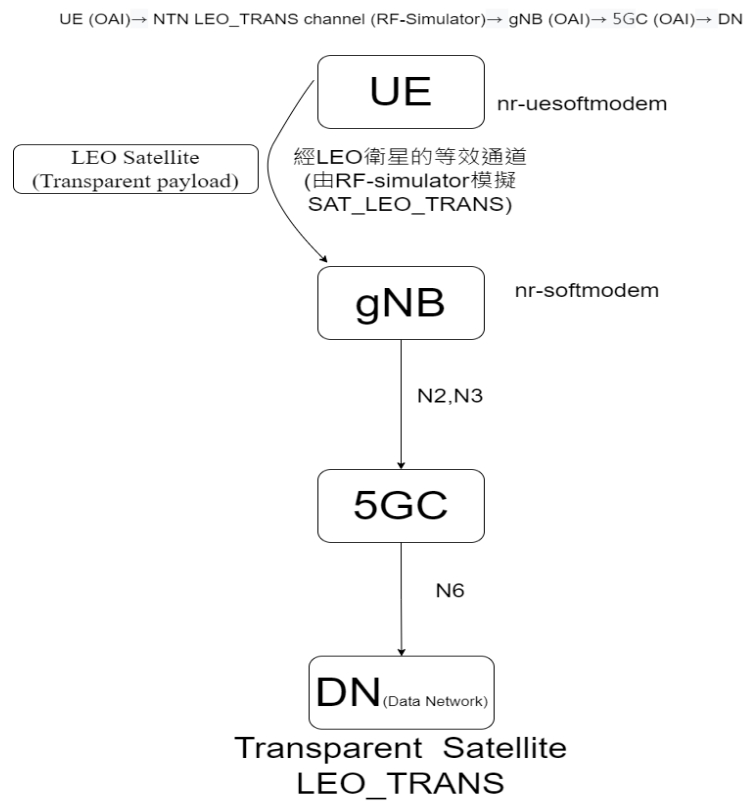 UE (OAI)→ NTN LEO_TRANS channel (RF-Simulator)→ gNB (OAI)→ 5GC (OAI)→ DN
UE
nr-uesoftmodem
LEO Satellite
(Transparent payload)
經LEO衛星的等效通道
(由RF-simulator模擬
SAT_LEO_TRANS)
gNB
nr-softmodem
N2,N3
5GC
N6
DN(Data Network)
Transparent Satellite
LEO_TRANS